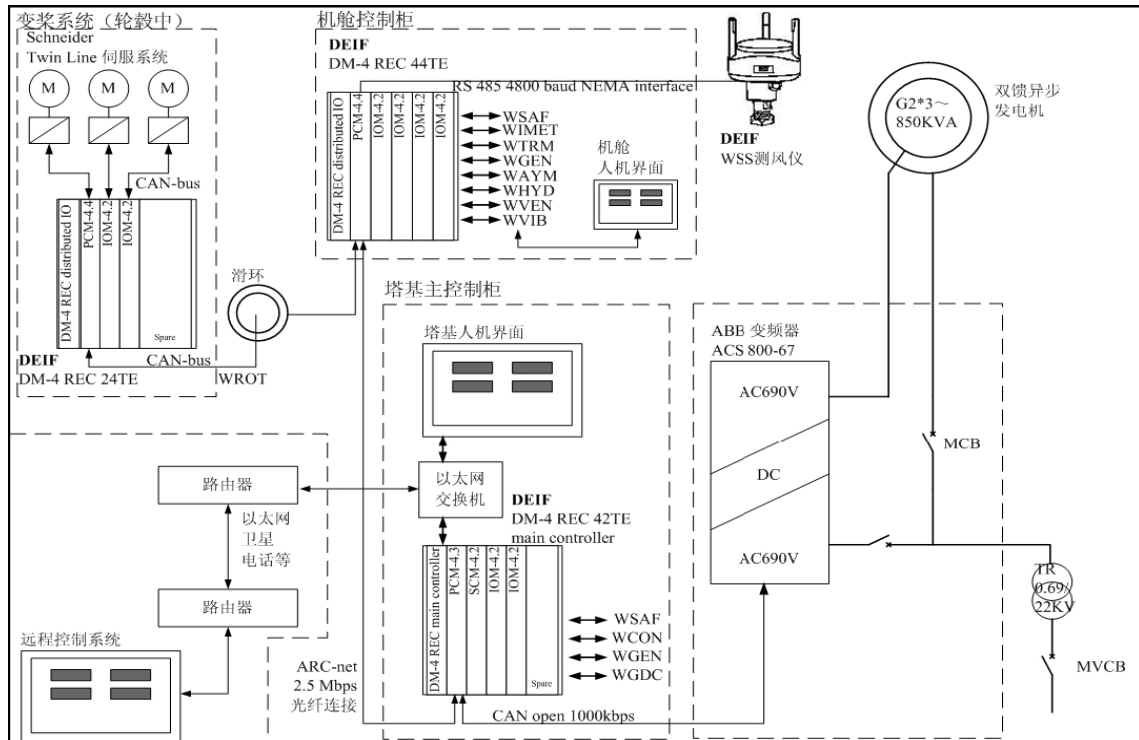 变桨系统（轮毂中）
Schneider
Twin Line 伺服系统
M
M
M
CAN-bus
DM-4 REC distributed IO
PCM-4.4
IOM-4.2
IOM-4.2
Spare
CAN-bus
DEIF
DM-4 REC 24TE
滑环
WROT
机舱控制柜
DEIF
DM-4 REC 44TE
RS 485 4800 baud NEMA interface
DM-4 REC distributed IO
PCM-4.4
IOM-4.2
IOM-4.2
IOM-4.2
IOM-4.2
WSAF
WIMET
WTRM
WGEN
WAYM
WHYD
WVEN
WVIB
机舱
人机界面
DEIF
WSS测风仪
G2*3～
850KVA
双馈异步
发电机
塔基主控制柜
塔基人机界面
以太网
交换机
DEIF
DM-4 REC 42TE
main controller
DM-4 REC main controller
PCM-4.3
SCM-4.2
IOM-4.2
IOM-4.2
Spare
WSAF
WCON
WGEN
WGDC
ARC-net
2.5 Mbps
光纤连接
CAN open 1000kbps
ABB 变频器
ACS 800-67
AC690V
DC
AC690V
MCB
TR
0.69/
22KV
MVCB
路由器
以太网
卫星
电话等
路由器
远程控制系统